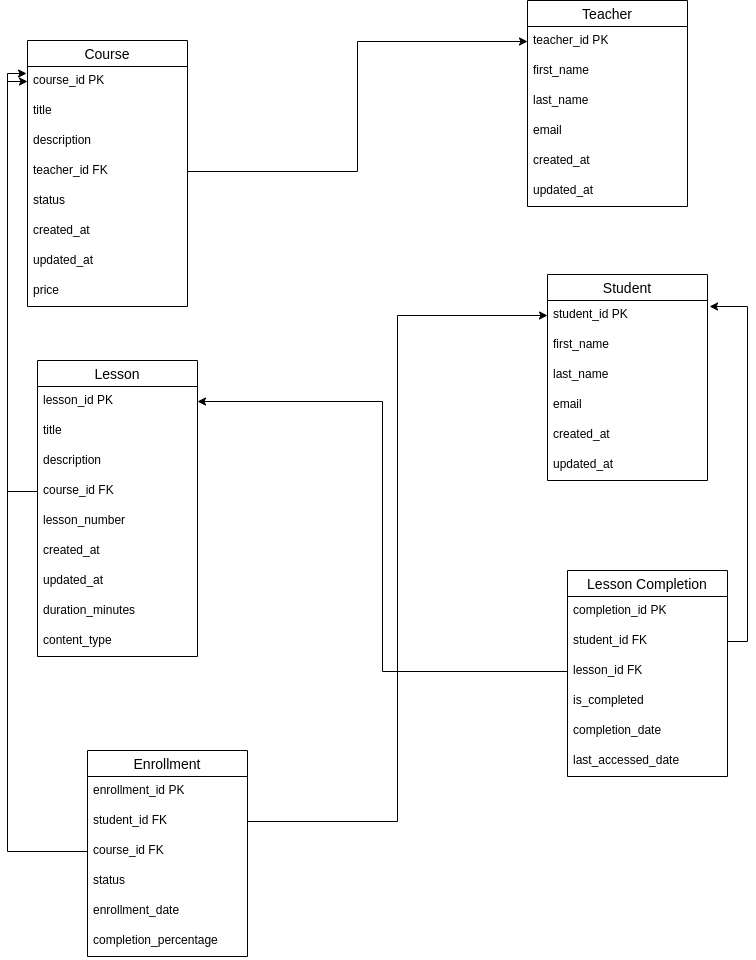 Teacher
teacher_id PK
first_name
last_name
email
created_at
updated_at
Course
course_id PK
title
description
teacher_id FK
status
created_at
updated_at
price
Student
student_id PK
first_name
last_name
email
created_at
updated_at
Lesson
lesson_id PK
title
description
course_id FK
lesson_number
created_at
updated_at
duration_minutes
content_type
Lesson Completion
completion_id PK
student_id FK
lesson_id FK
is_completed
completion_date
last_accessed_date
Enrollment
enrollment_id PK
student_id FK
course_id FK
status
enrollment_date
completion_percentage